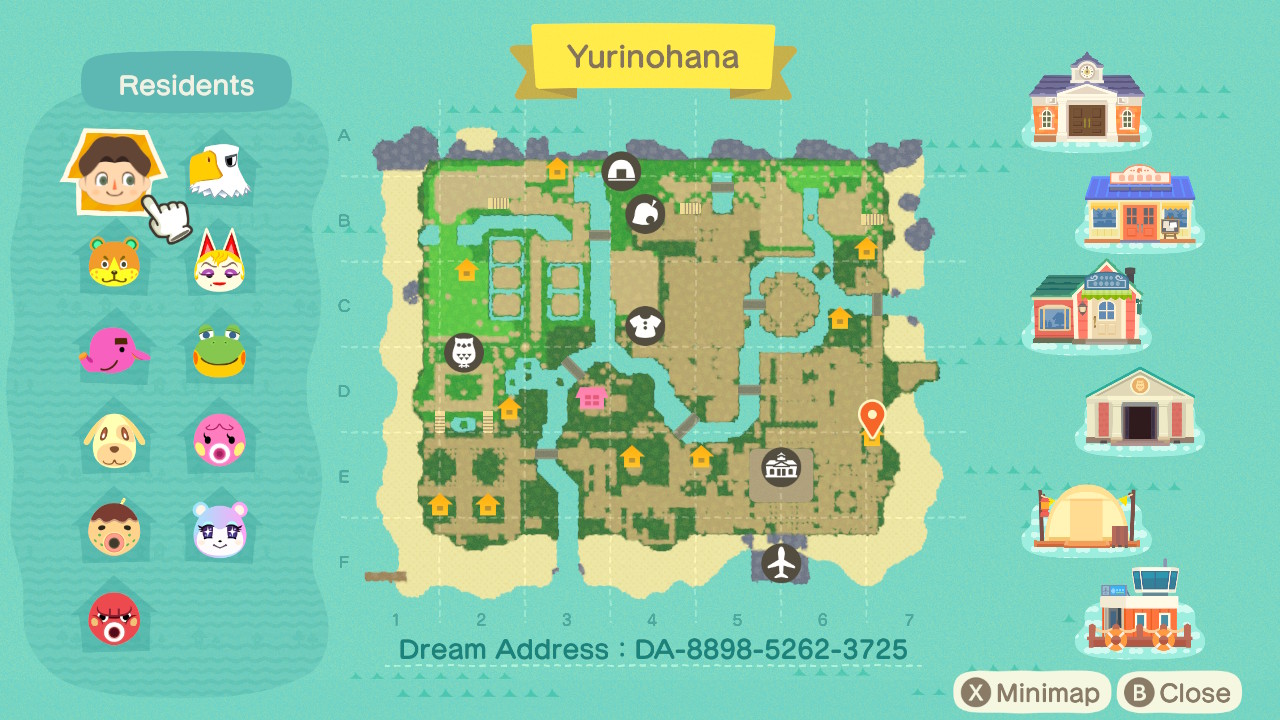 Yurinohana
Residents
A
B
C
D
E
F
1 2 3 4 5 6 7
Dream Address : DA-8898-5262-3725
X Minimap
B Close